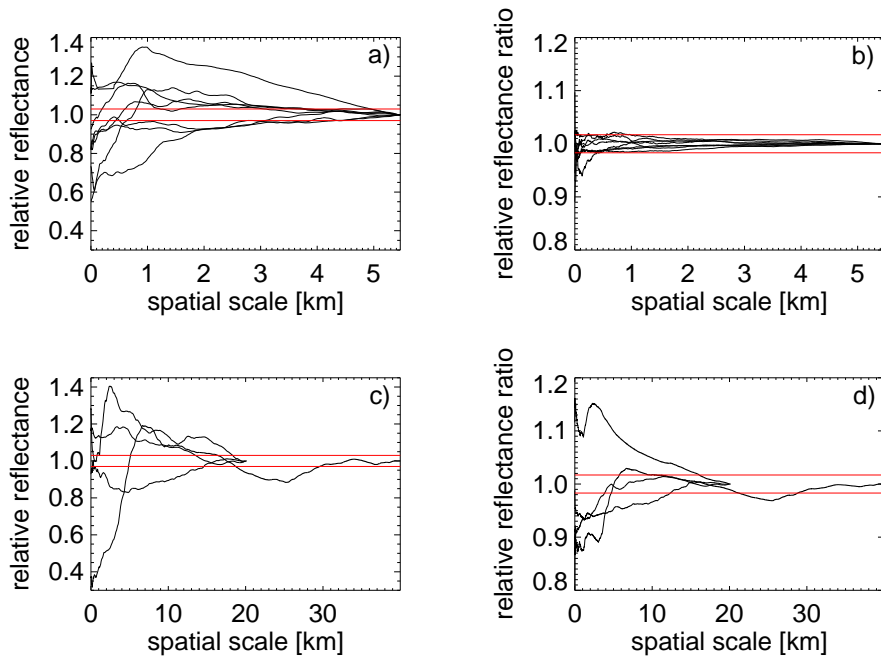 a)
relative reflectance
1.4
1.2
1.0
0.8
0.6
0.4
0 1 2 3 4 5
spatial scale [km]
b)
relative reflectance ratio
1.2
1.1
1.0
0.9
0.8
0 1 2 3 4 5
spatial scale [km]
c)
relative reflectance
1.4
1.2
1.0
0.8
0.6
0.4
0 10 20 30
spatial scale [km]
d)
relative reflectance ratio
1.2
1.1
1.0
0.9
0.8
0 10 20 30
spatial scale [km]